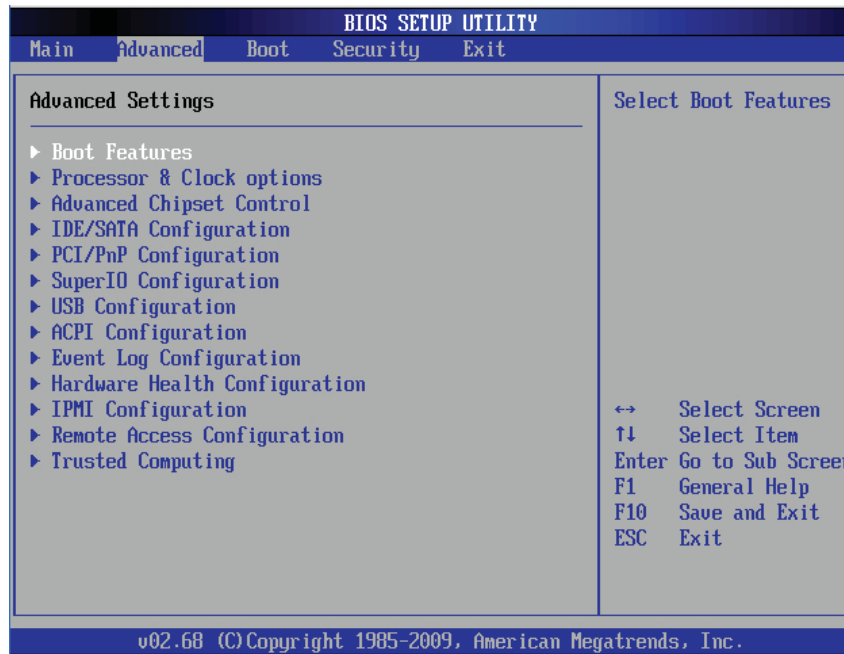 BIOS SETUP UTILITY
Main Advanced Boot Security Exit
Advanced Settings
Boot Features
Processor & Clock options
Advanced Chipset Control
IDE/SATA Configuration
PCI/PnP Configuration
SuperIO Configuration
USB Configuration
ACPI Configuration
Event Log Configuration
Hardware Health Configuration
IPMI Configuration
Remote Access Configuration
Trusted Computing
Select Boot Features
↔ Select Screen
↑↓ Select Item
Enter Go to Sub Screen
F1 General Help
F10 Save and Exit
ESC Exit
v02.68 (C)Copyright 1985-2009, American Megatrends, Inc.